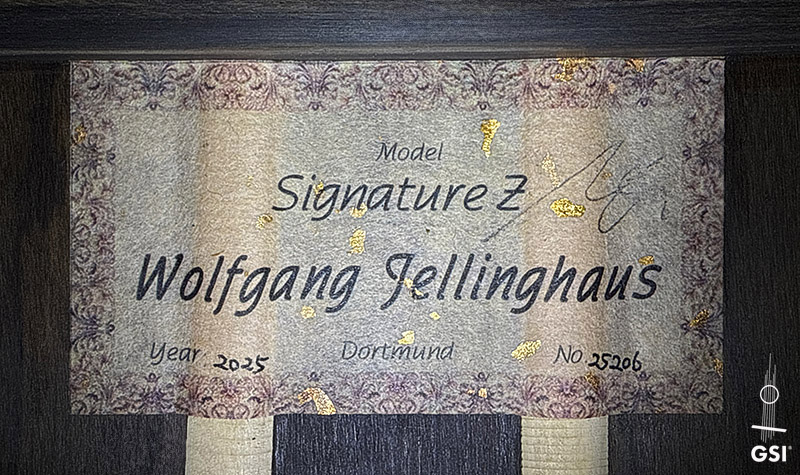 Model
Signature Z
Wolfgang Jellinghaus
Year 2025 Dortmund No 25206
GSI